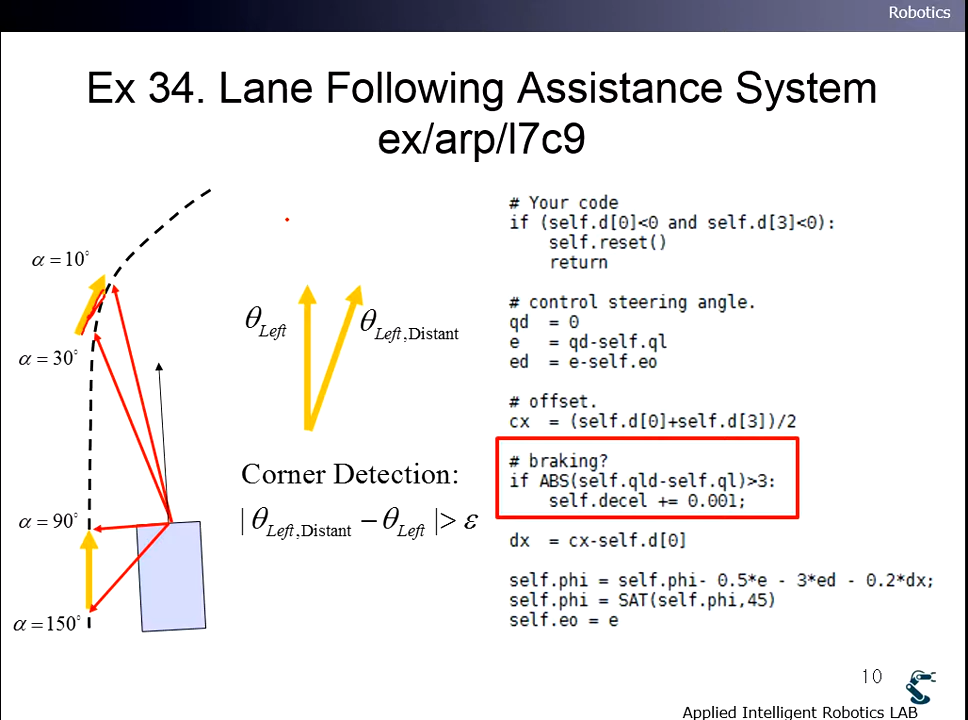 Robotics
Ex 34. Lane Following Assistance System
ex/arp/l7c9
α = 10°
α = 30°
α = 90°
α = 150°
θLeft
θLeft,Distant
Corner Detection:
| θLeft,Distant − θLeft |> ε
# Your code
if (self.d[0]<0 and self.d[3]<0):
    self.reset()
    return
# control steering angle.
qd  = 0
e   = qd-self.ql
ed  = e-self.eo
# offset.
cx  = (self.d[0]+self.d[3])/2
# braking?
if ABS(self.qld-self.ql)>3:
    self.decel += 0.001;
dx  = cx-self.d[0]
self.phi = self.phi- 0.5*e - 3*ed - 0.2*dx;
self.phi = SAT(self.phi,45)
self.eo = e
10
Applied Intelligent Robotics LAB